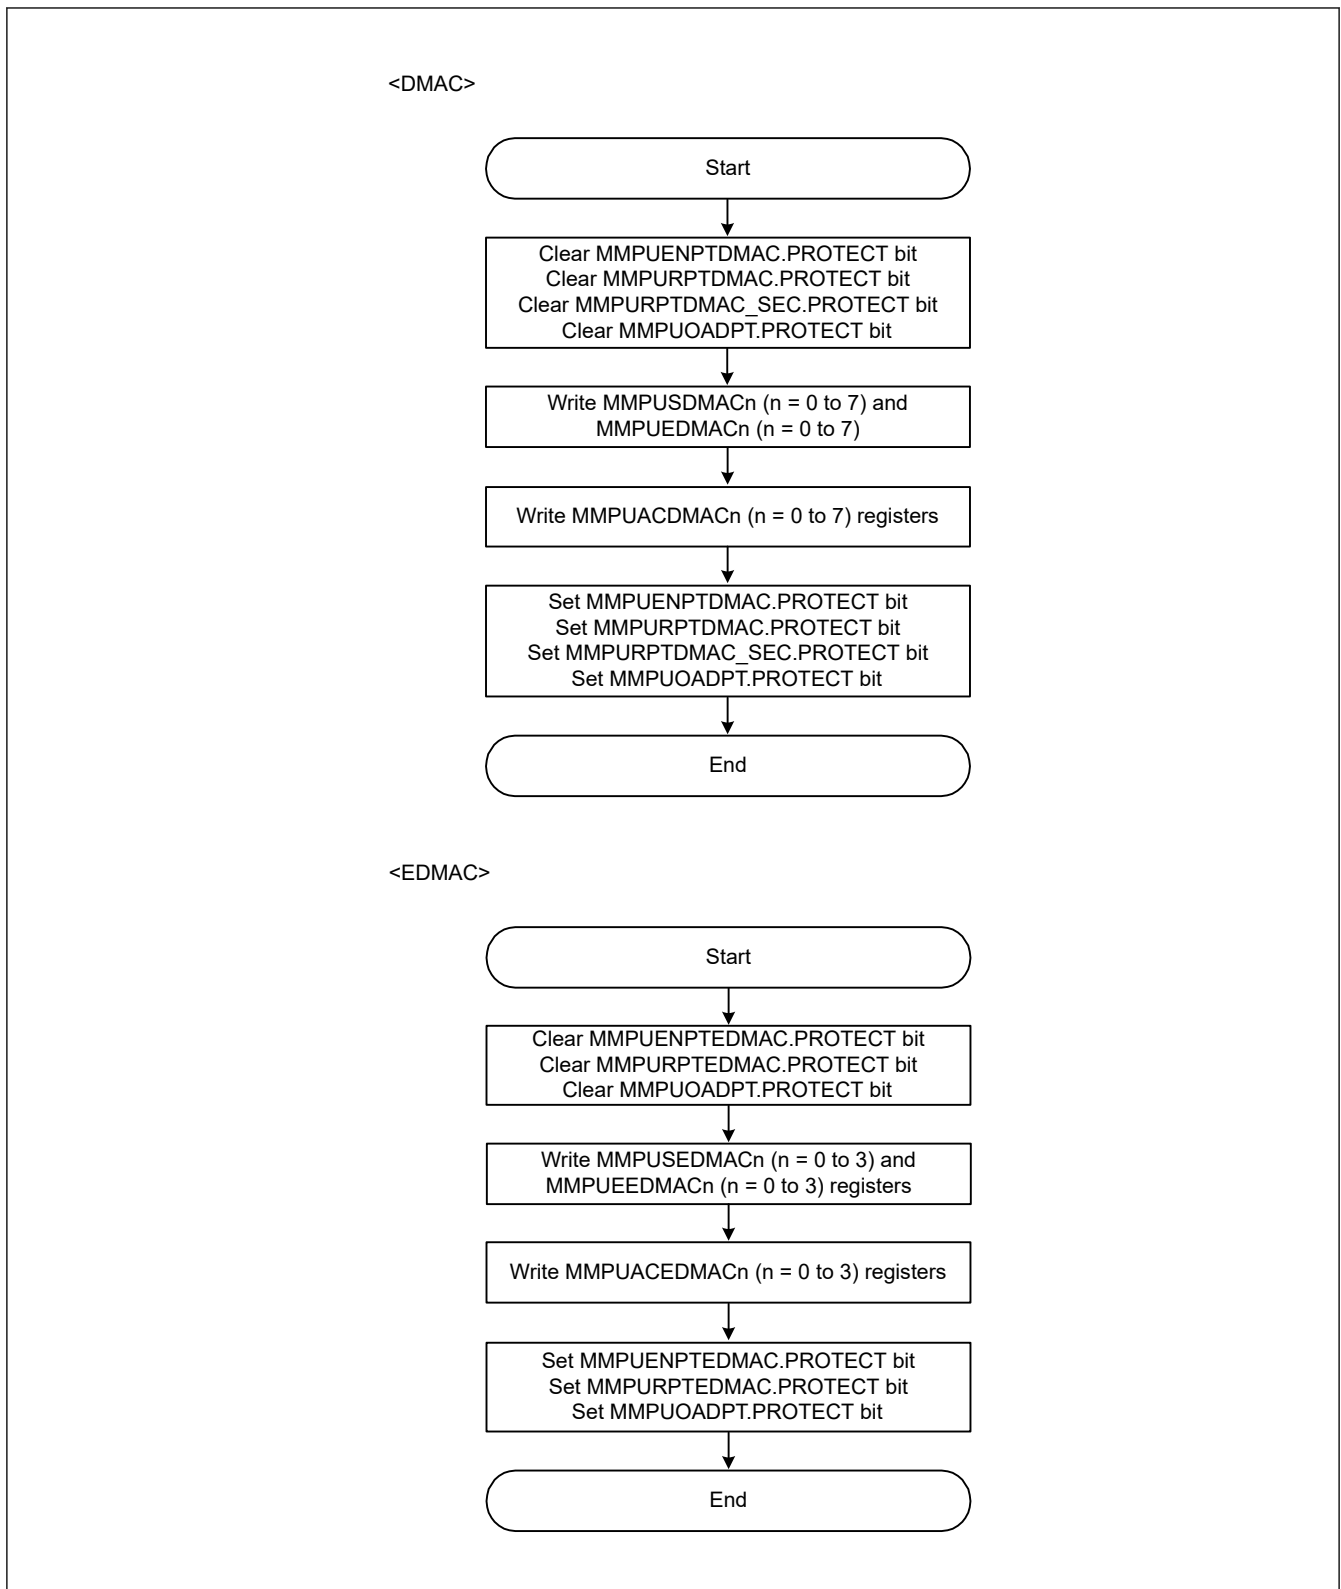 <DMAC>
Start
Clear MMPUENPTDMAC.PROTECT bit
Clear MMPURPTDMAC.PROTECT bit
Clear MMPURPTDMAC_SEC.PROTECT bit
Clear MMPUOADPT.PROTECT bit
Write MMPUSDMACn (n = 0 to 7) and
MMPUEDMACn (n = 0 to 7)
Write MMPUACDMACn (n = 0 to 7) registers
Set MMPUENPTDMAC.PROTECT bit
Set MMPURPTDMAC.PROTECT bit
Set MMPURPTDMAC_SEC.PROTECT bit
Set MMPUOADPT.PROTECT bit
End
<EDMAC>
Start
Clear MMPUENPTEDMAC.PROTECT bit
Clear MMPURPTEDMAC.PROTECT bit
Clear MMPUOADPT.PROTECT bit
Write MMPUSEDMACn (n = 0 to 3) and
MMPUEEDMACn (n = 0 to 3) registers
Write MMPUACEDMACn (n = 0 to 3) registers
Set MMPUENPTEDMAC.PROTECT bit
Set MMPURPTEDMAC.PROTECT bit
Set MMPUOADPT.PROTECT bit
End